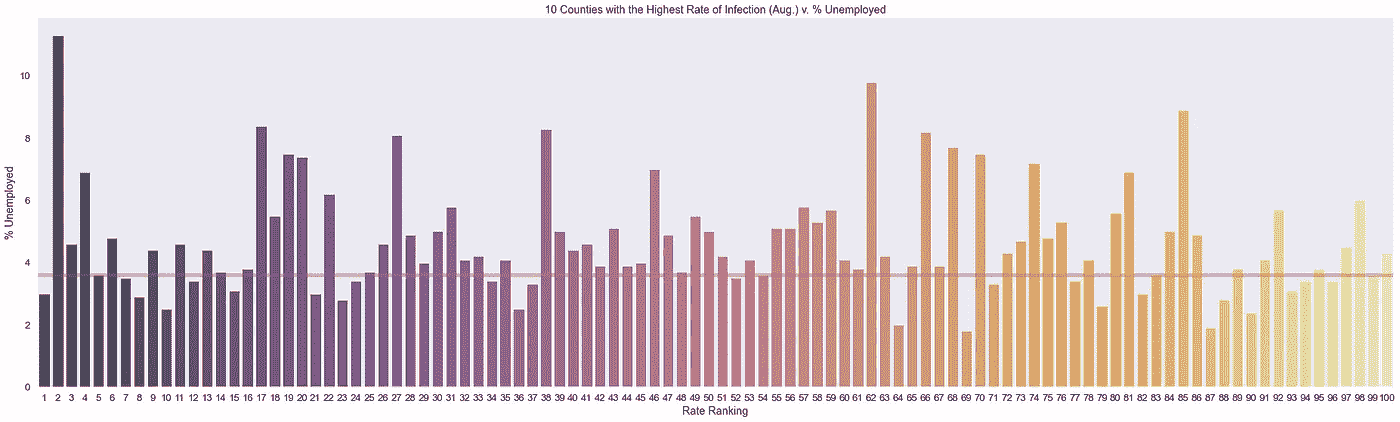 10 Counties with the Highest Rate of Infection (Aug.) v. % Unemployed
% Unemployed
10
8
6
4
2
0
1 2 3 4 5 6 7 8 9 10 11 12 13 14 15 16 17 18 19 20 21 22 23 24 25 26 27 28 29 30 31 32 33 34 35 36 37 38 39 40 41 42 43 44 45 46 47 48 49 50 51 52 53 54 55 56 57 58 59 60 61 62 63 64 65 66 67 68 69 70 71 72 73 74 75 76 77 78 79 80 81 82 83 84 85 86 87 88 89 90 91 92 93 94 95 96 97 98 99 100
Rate Ranking